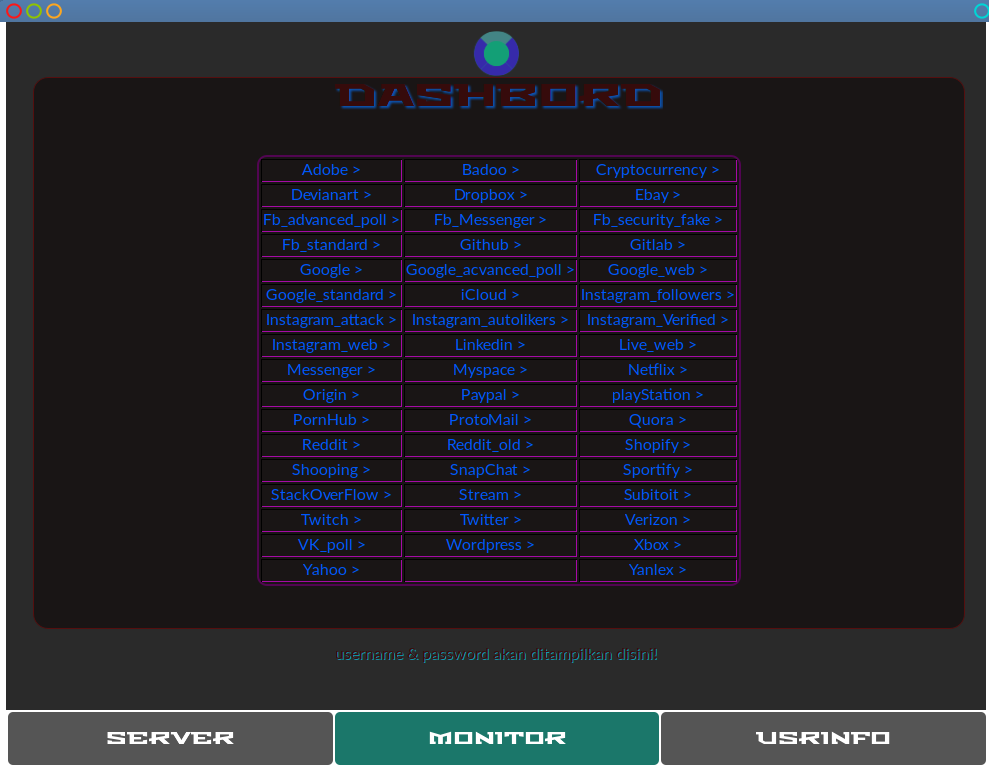 DASHBORD
Adobe > Badoo > Cryptocurrency >
Devianart > Dropbox > Ebay >
Fb_advanced_poll > Fb_Messenger > Fb_security_fake >
Fb_standard > Github > Gitlab >
Google > Google_acvanced_poll > Google_web >
Google_standard > iCloud > Instagram_followers >
Instagram_attack > Instagram_autolikers > Instagram_Verified >
Instagram_web > Linkedin > Live_web >
Messenger > Myspace > Netflix >
Origin > Paypal > playStation >
PornHub > ProtoMail > Quora >
Reddit > Reddit_old > Shopify >
Shooping > SnapChat > Sportify >
StackOverFlow > Stream > Subitoit >
Twitch > Twitter > Verizon >
VK_poll > Wordpress > Xbox >
Yahoo > Yanlex >
username & password akan ditampilkan disini!
SERVER MONITOR USRINFO